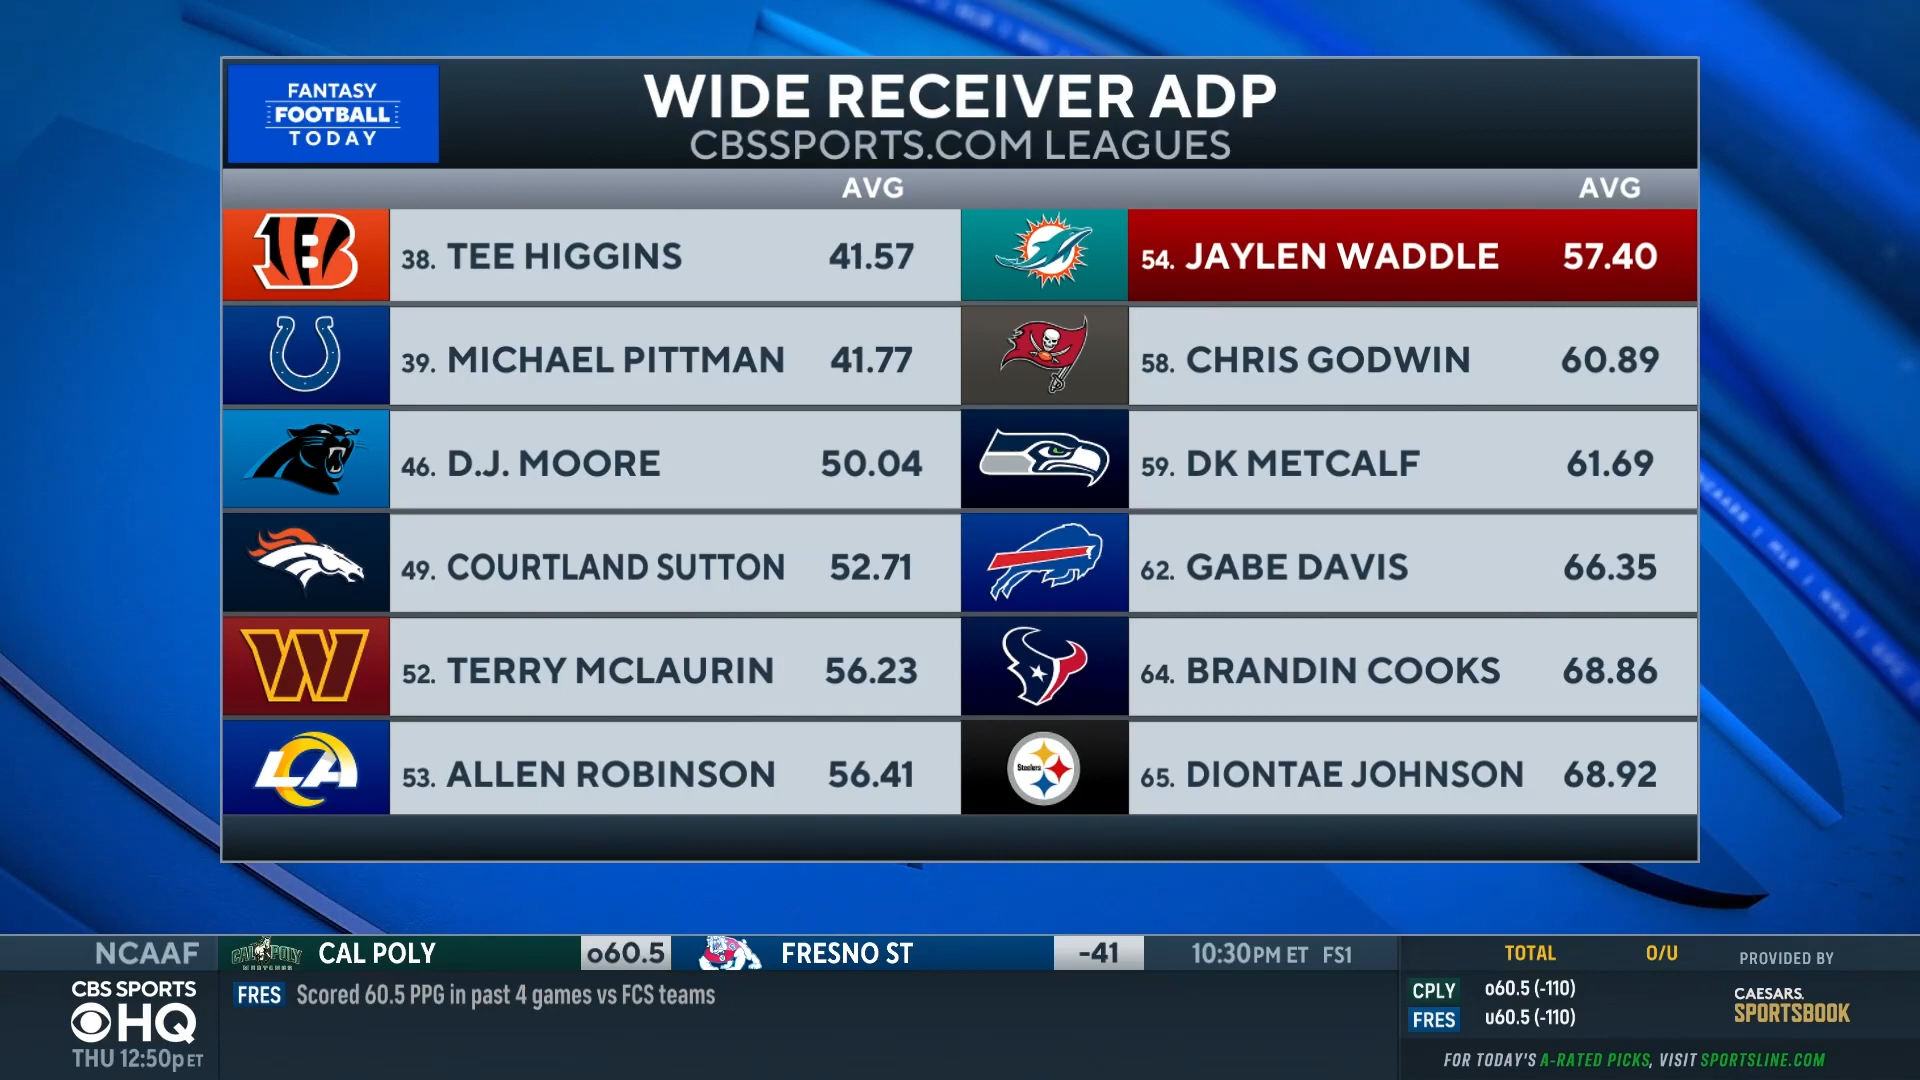 FANTASY
FOOTBALL
TODAY
WIDE RECEIVER ADP
CBSSPORTS.COM LEAGUES
AVG
AVG
38. TEE HIGGINS 41.57
54. JAYLEN WADDLE 57.40
39. MICHAEL PITTMAN 41.77
58. CHRIS GODWIN 60.89
46. D.J. MOORE 50.04
59. DK METCALF 61.69
49. COURTLAND SUTTON 52.71
62. GABE DAVIS 66.35
52. TERRY MCLAURIN 56.23
64. BRANDIN COOKS 68.86
53. ALLEN ROBINSON 56.41
Steelers
65. DIONTAE JOHNSON 68.92
NCAAF
CAL POLY
MUSTANGS
CAL POLY o60.5
FRESNO ST -41
10:30PM ET FS1
FRES Scored 60.5 PPG in past 4 games vs FCS teams
CBS SPORTS
HQ
THU 12:50pET
TOTAL O/U
CPLY o60.5 (-110)
FRES u60.5 (-110)
PROVIDED BY
CAESARS
SPORTSBOOK
FOR TODAY'S A-RATED PICKS, VISIT SPORTSLINE.COM